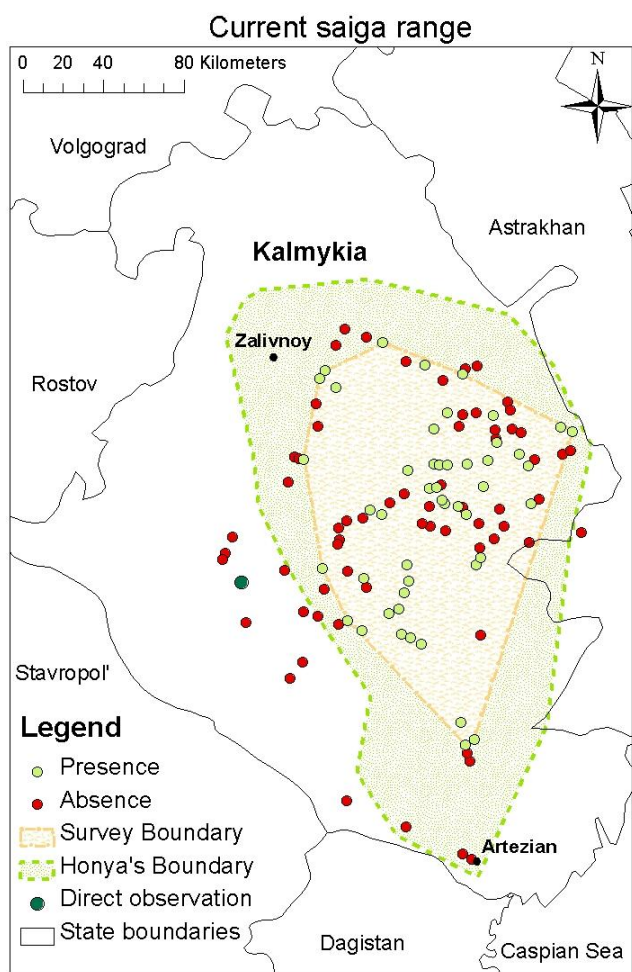 Current saiga range
0 20 40 80 Kilometers
N
Volgograd
Astrakhan
Kalmykia
Zalivnoy
Rostov
Stavropol'
Legend
Presence
Absence
Survey Boundary
Honya's Boundary
Direct observation
State boundaries
Artezian
Dagistan
Caspian Sea